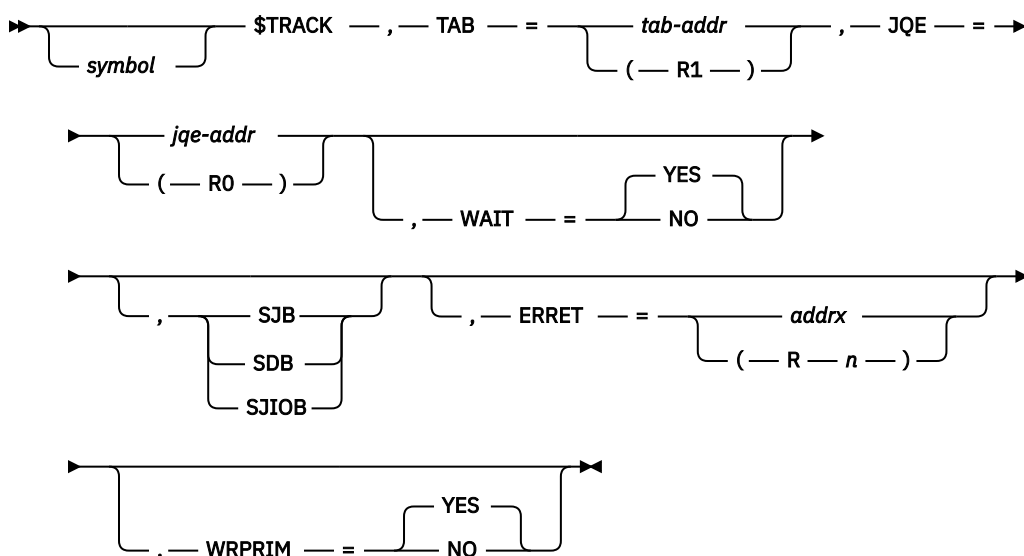 $TRACK , TAB = tab-addr , JQE =
symbol ( R1 )
jqe-addr
( R0 ) YES
, WAIT = NO
, SJB , ERRET = addrx
SDB ( R n )
SJIOB
YES
, WRPRIM = NO